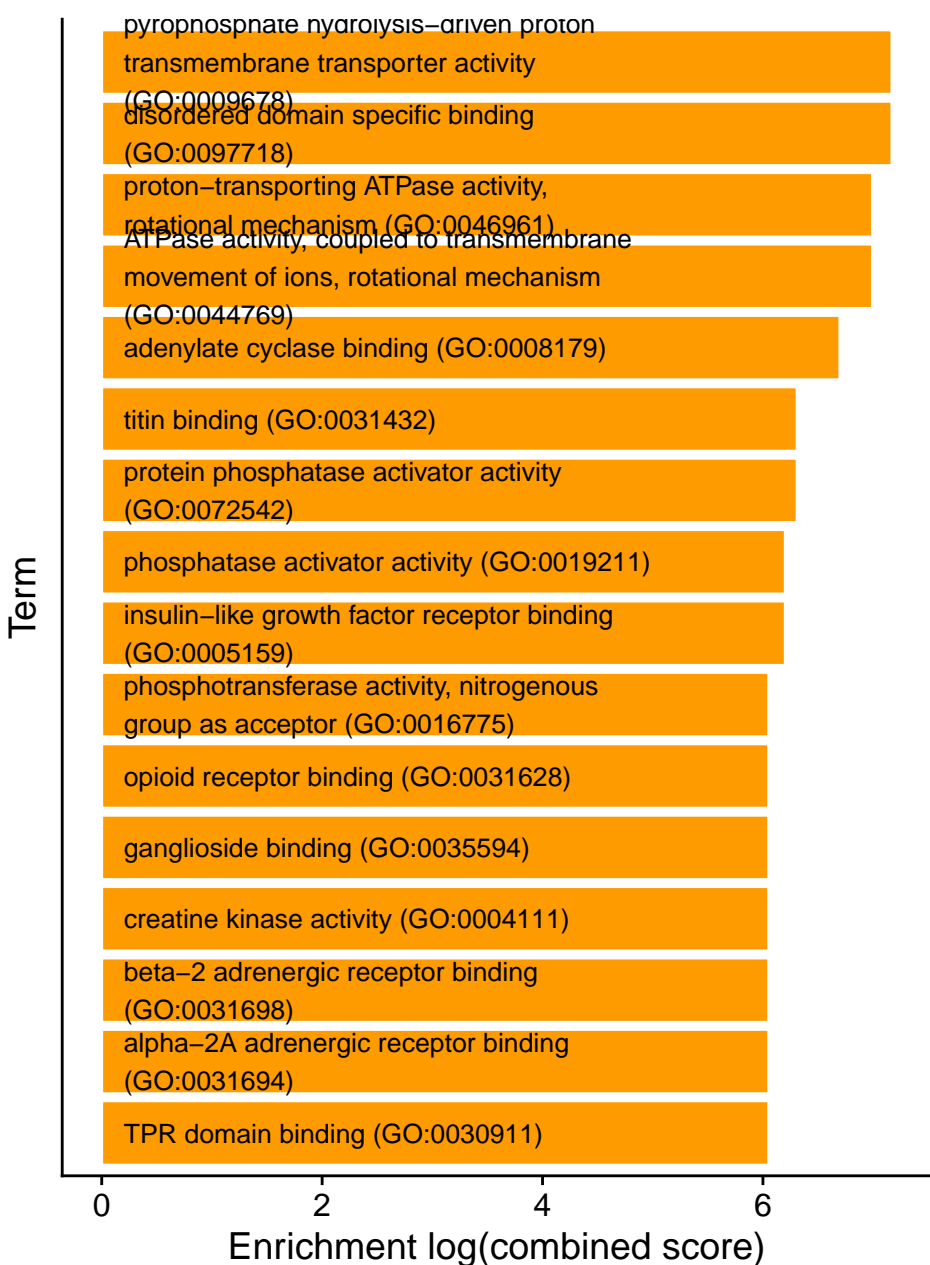 pyrophosphate hydrolysis−driven proton
transmembrane transporter activity
(GO:0009678)
disordered domain specific binding
(GO:0097718)
proton−transporting ATPase activity,
rotational mechanism (GO:0046961)
ATPase activity, coupled to transmembrane
movement of ions, rotational mechanism
(GO:0044769)
adenylate cyclase binding (GO:0008179)
titin binding (GO:0031432)
protein phosphatase activator activity
(GO:0072542)
phosphatase activator activity (GO:0019211)
insulin−like growth factor receptor binding
(GO:0005159)
phosphotransferase activity, nitrogenous
group as acceptor (GO:0016775)
opioid receptor binding (GO:0031628)
ganglioside binding (GO:0035594)
creatine kinase activity (GO:0004111)
beta−2 adrenergic receptor binding
(GO:0031698)
alpha−2A adrenergic receptor binding
(GO:0031694)
TPR domain binding (GO:0030911)
Term
0 2 4 6
Enrichment log(combined score)